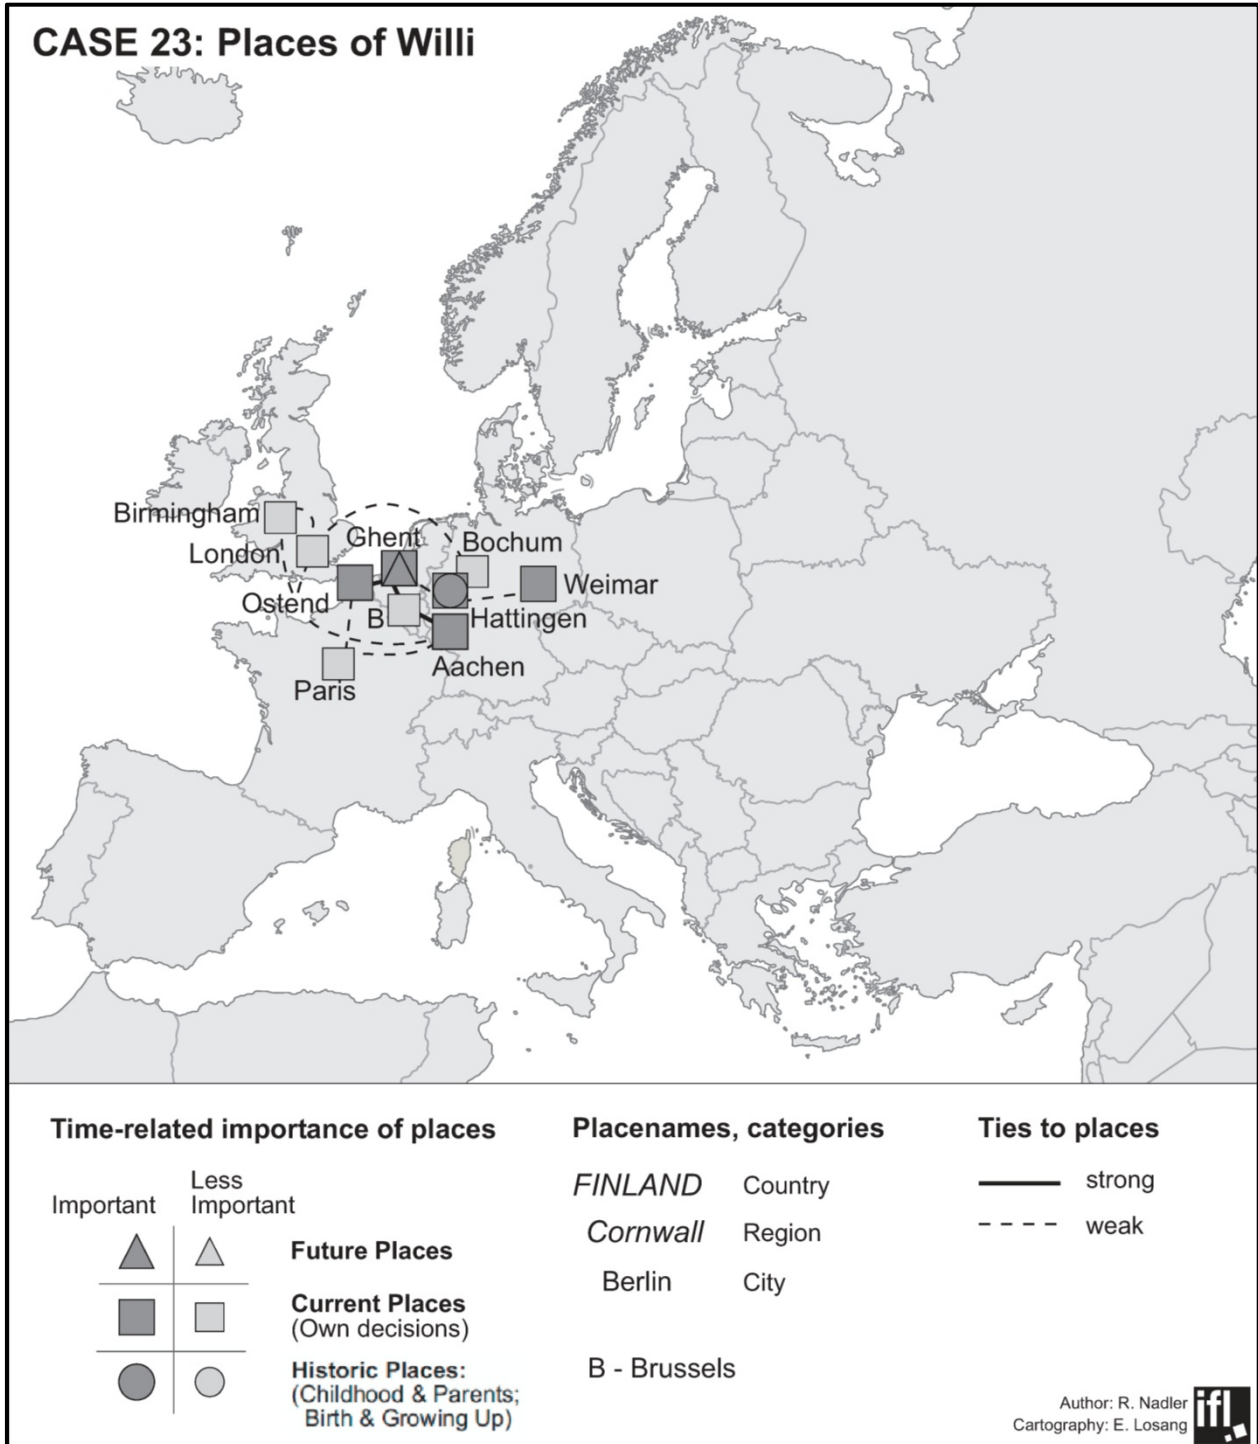 CASE 23: Places of Willi
Birmingham
London
Ghent
Bochum
Ostend
Weimar
B
Hattingen
Aachen
Paris
Time-related importance of places
Important
Less
Important
Future Places
Current Places
(Own decisions)
Historic Places:
(Childhood & Parents;
Birth & Growing Up)
Placenames, categories
FINLAND Country
Cornwall Region
Berlin City
B - Brussels
Ties to places
strong
weak
Author: R. Nadler
Cartography: E. Losang
ifl